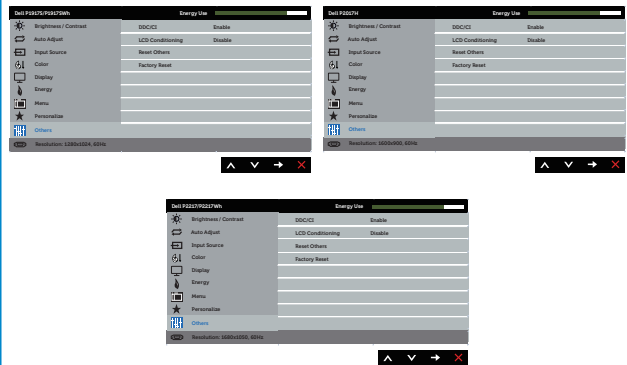 Dell P1917S/P1917SWh Energy Use
Brightness / Contrast DDC/CI Enable
Auto Adjust LCD Conditioning Disable
Input Source Reset Others
Color Factory Reset
Display
Energy
Menu
Personalize
Others
Resolution: 1280x1024, 60Hz
Dell P2017H Energy Use
Brightness / Contrast DDC/CI Enable
Auto Adjust LCD Conditioning Disable
Input Source Reset Others
Color Factory Reset
Display
Energy
Menu
Personalize
Others
Resolution: 1600x900, 60Hz
Dell P2217/P2217Wh Energy Use
Brightness / Contrast DDC/CI Enable
Auto Adjust LCD Conditioning Disable
Input Source Reset Others
Color Factory Reset
Display
Energy
Menu
Personalize
Others
Resolution: 1680x1050, 60Hz